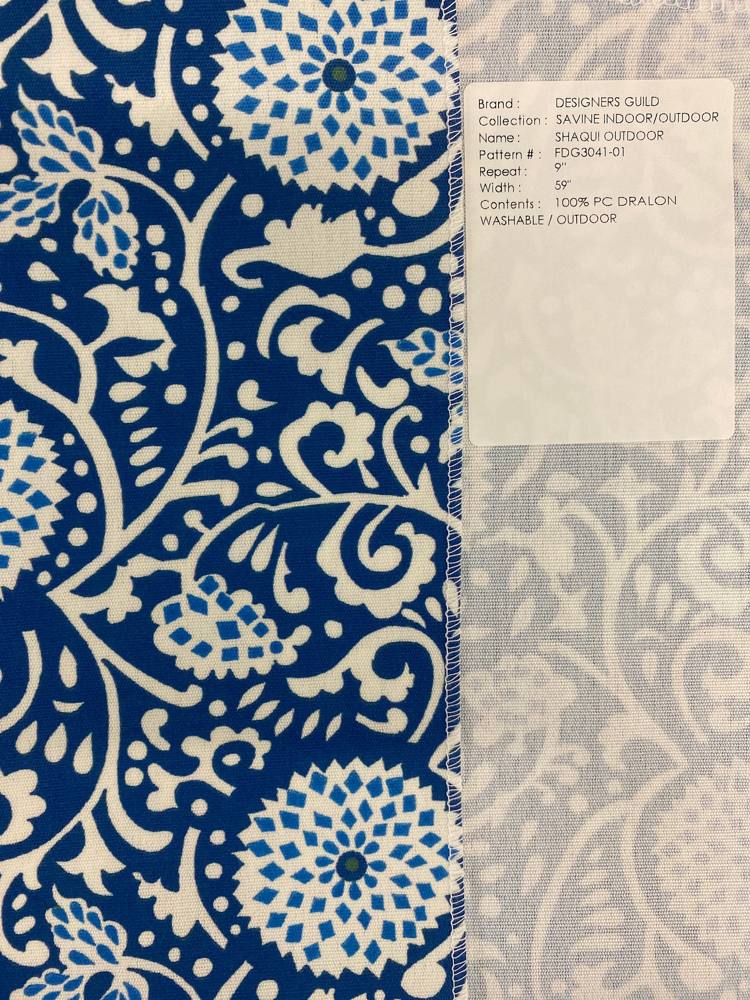 Brand : DESIGNERS GUILD
Collection : SAVINE INDOOR/OUTDOOR
Name : SHAQUI OUTDOOR
Pattern # : FDG3041-01
Repeat : 9"
Width : 59"
Contents : 100% PC DRALON
WASHABLE / OUTDOOR